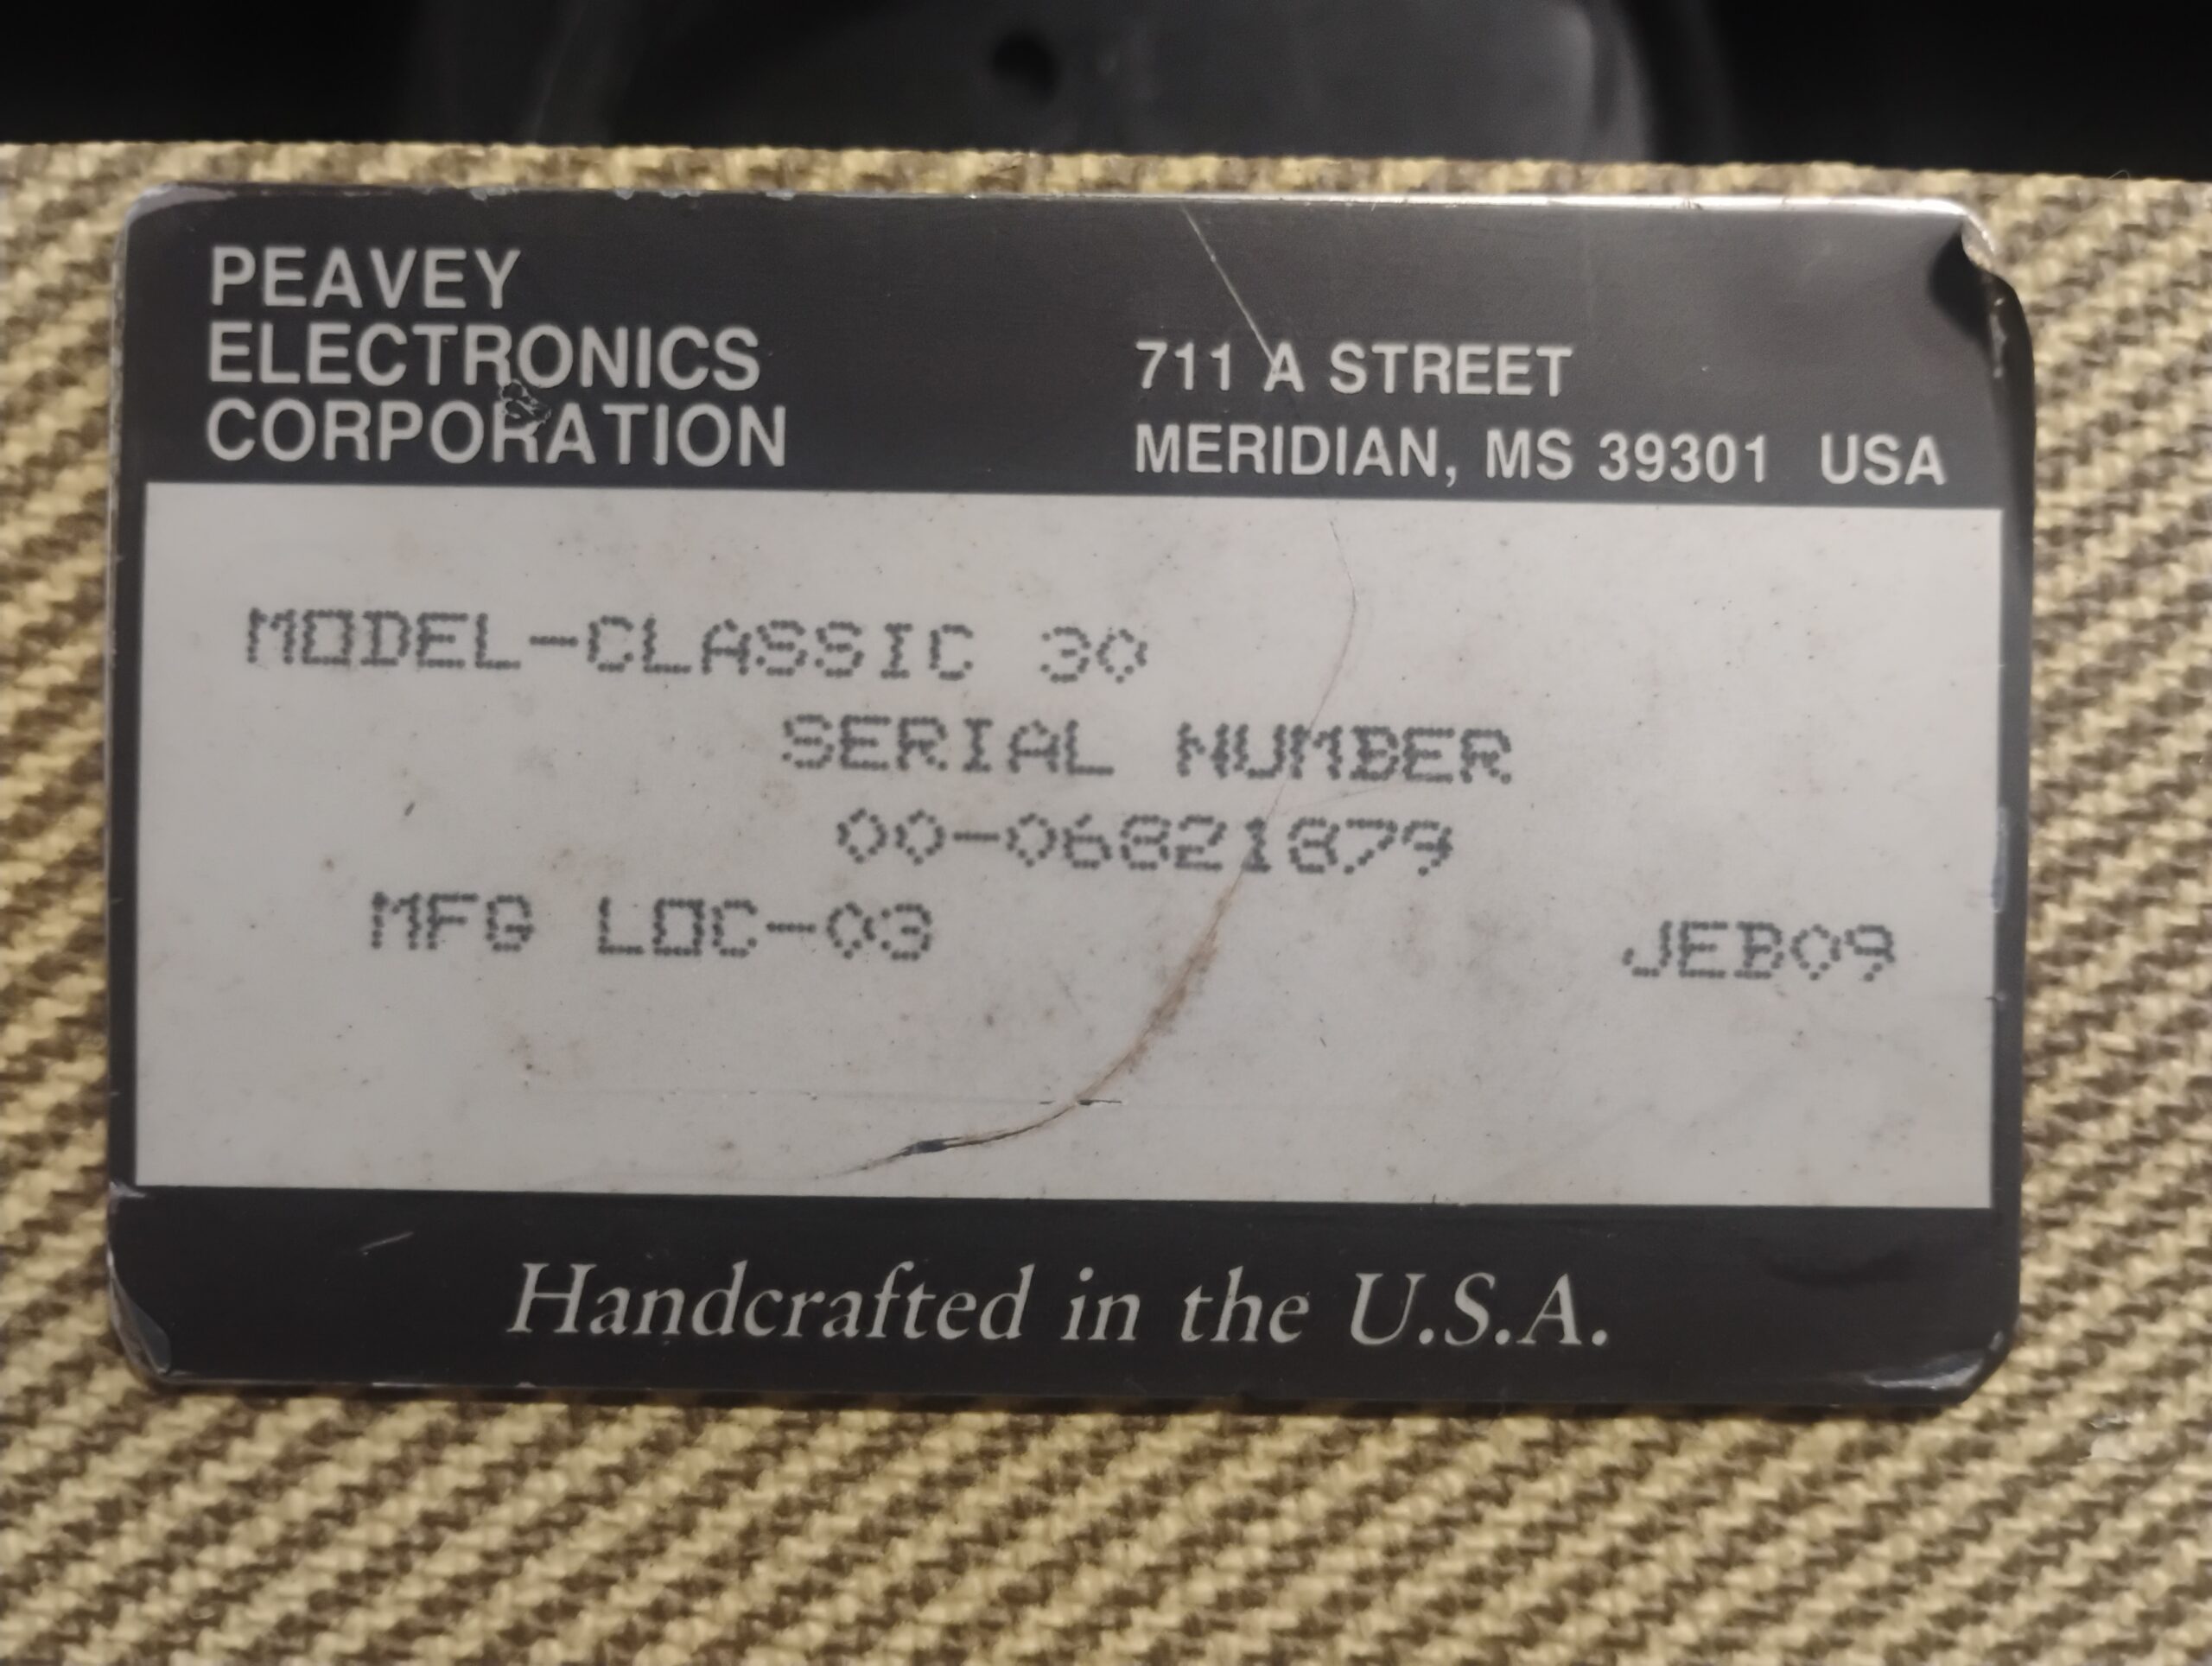 PEAVEY
ELECTRONICS
CORPORATION
711 A STREET
MERIDIAN, MS 39301 USA
MODEL-CLASSIC 30
SERIAL NUMBER
00-06821879
MFG LOC-03
JEB09
Handcrafted in the U.S.A.